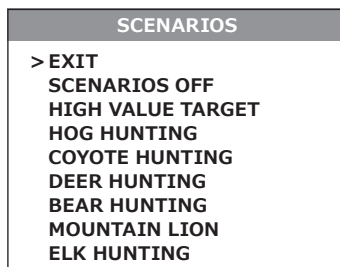 SCENARIOS
> EXIT
SCENARIOS OFF
HIGH VALUE TARGET
HOG HUNTING
COYOTE HUNTING
DEER HUNTING
BEAR HUNTING
MOUNTAIN LION
ELK HUNTING